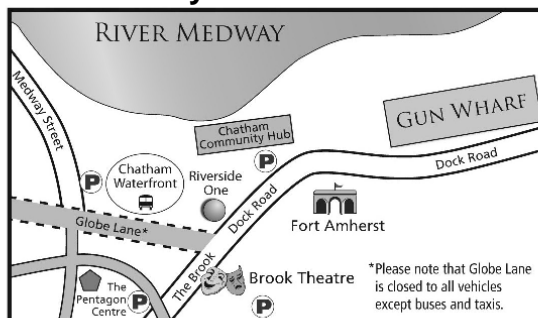 RIVER MEDWAY
Medway Street
Chatham
Community Hub
GUN WHARF
P
Dock Road
P
Chatham
Waterfront
Riverside
One
Dock Road
Fort Amherst
Globe Lane*
The Brook
Brook Theatre
The
Pentagon
Centre
P
P
*Please note that Globe Lane
is closed to all vehicles
except buses and taxis.